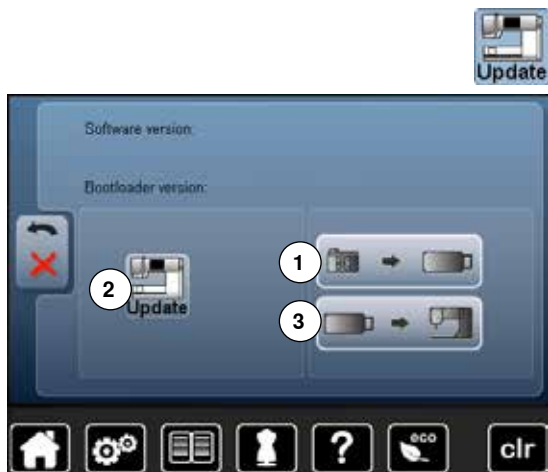 Update
Software version:
Bootloader version:
1
2
Update
3
?
eco
clr